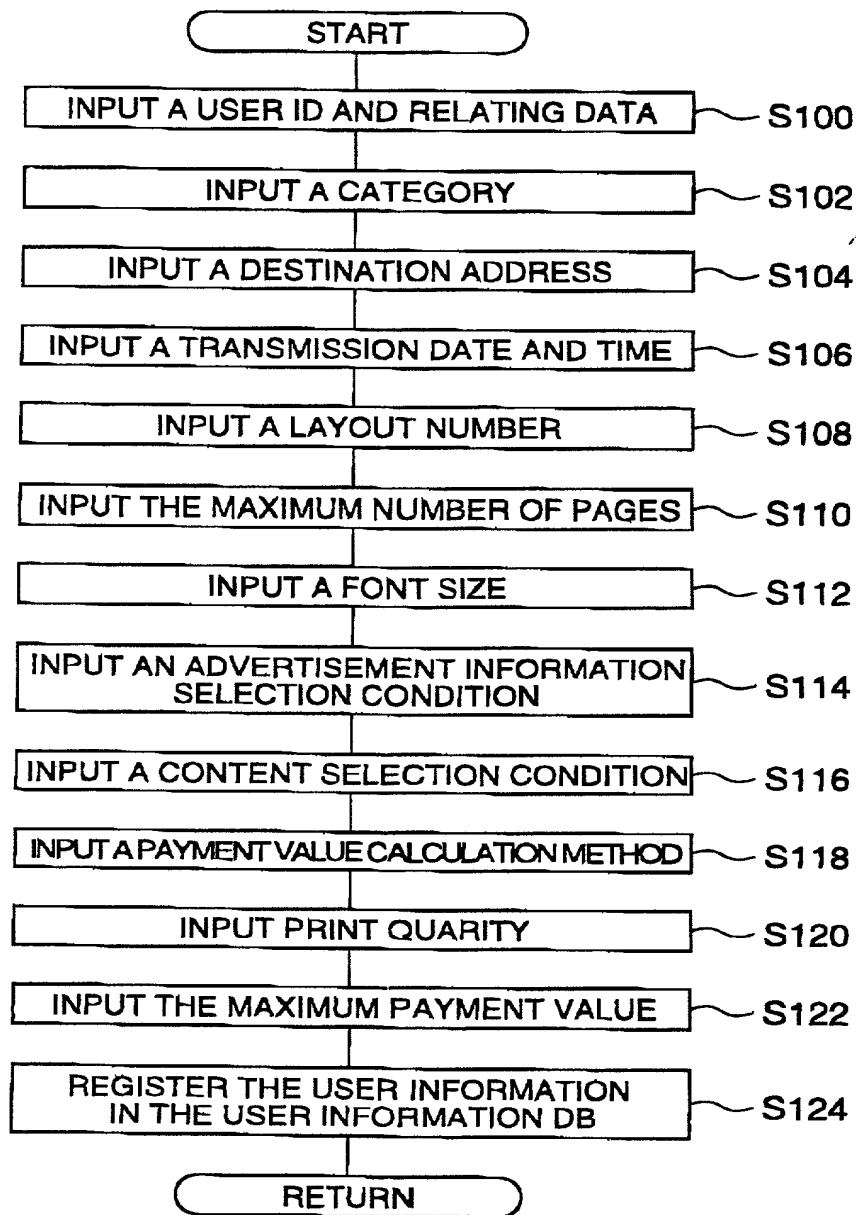 START
INPUT A USER ID AND RELATING DATA S100
INPUT A CATEGORY S102
INPUT A DESTINATION ADDRESS S104
INPUT A TRANSMISSION DATE AND TIME S106
INPUT A LAYOUT NUMBER S108
INPUT THE MAXIMUM NUMBER OF PAGES S110
INPUT A FONT SIZE S112
INPUT AN ADVERTISEMENT INFORMATION
SELECTION CONDITION S114
INPUT A CONTENT SELECTION CONDITION S116
INPUT A PAYMENT VALUE CALCULATION METHOD S118
INPUT PRINT QUARITY S120
INPUT THE MAXIMUM PAYMENT VALUE S122
REGISTER THE USER INFORMATION
IN THE USER INFORMATION DB S124
RETURN